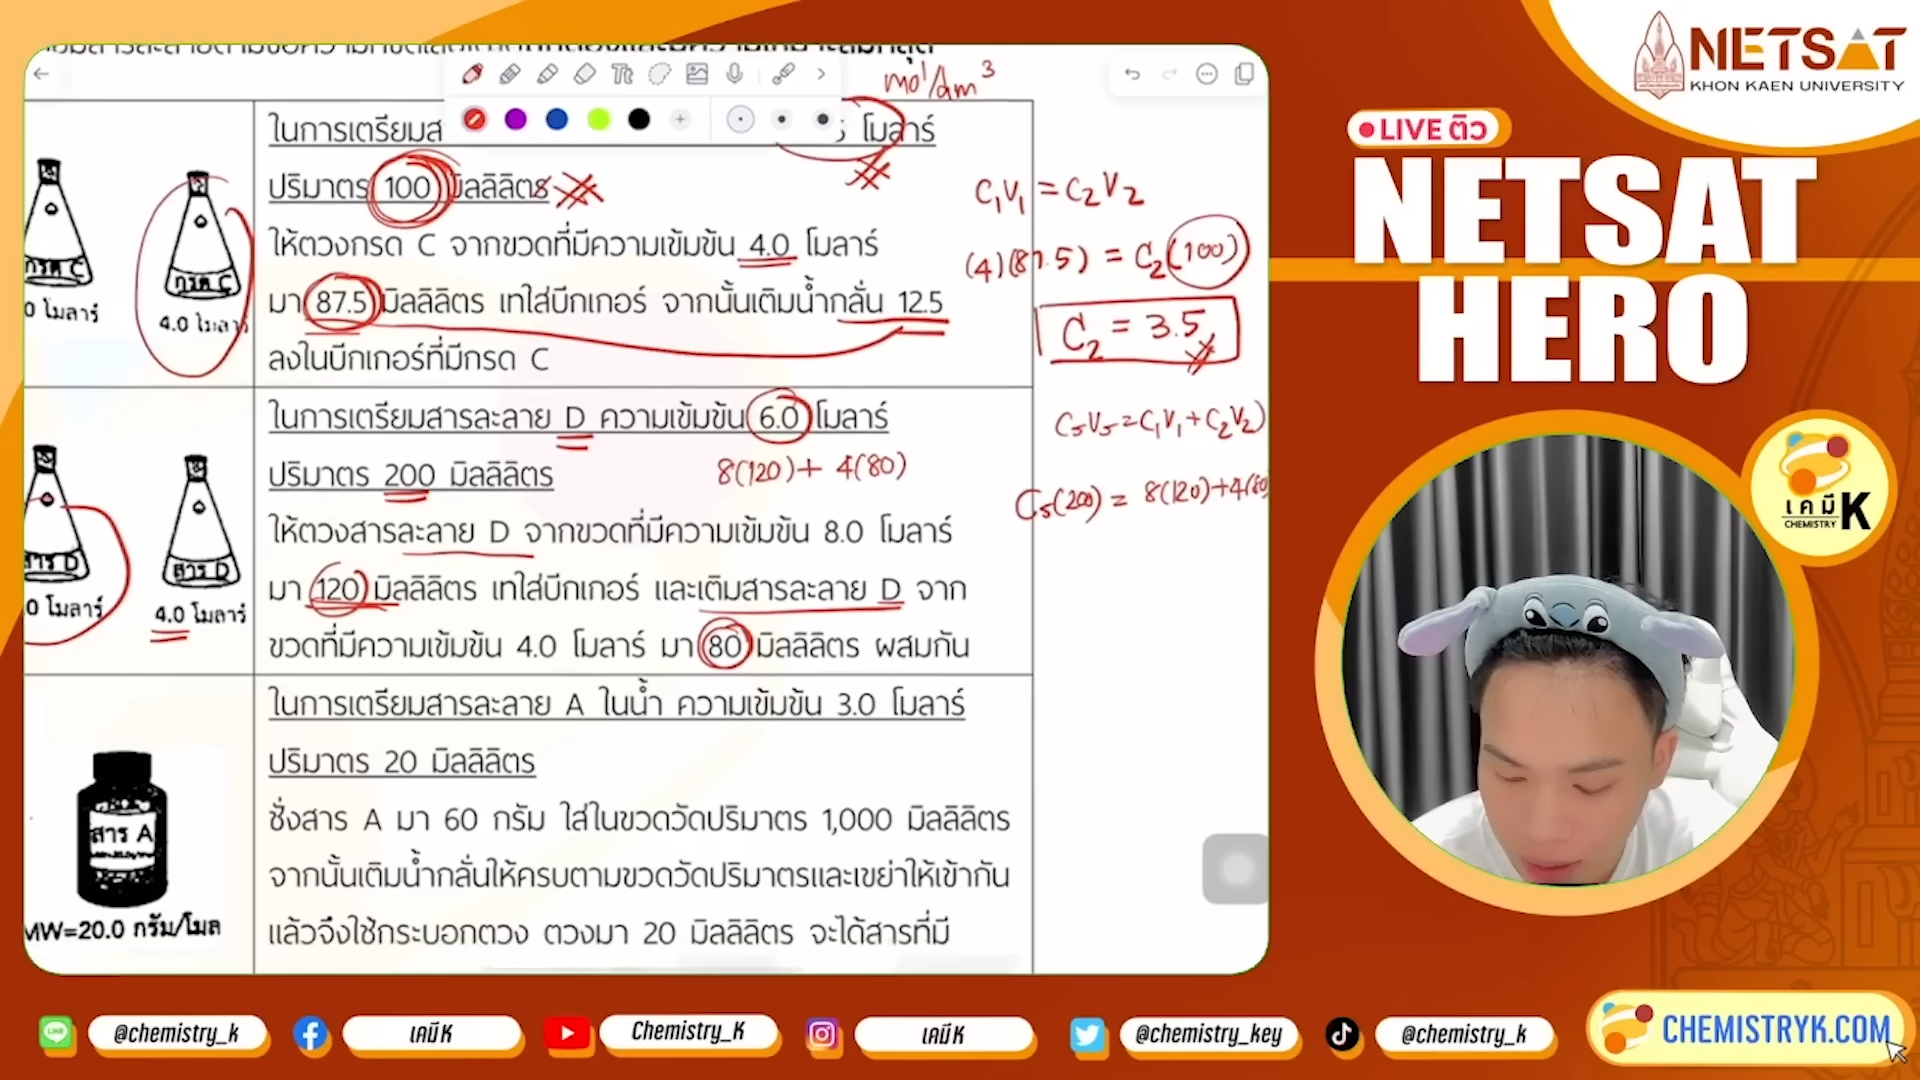 mol/dm³
ในการเตรียมส 5 โมลาร์
ปริมาตร 100 มิลลิลิตร
ให้ตวงกรด C จากขวดที่มีความเข้มข้น 4.0 โมลาร์
มา 87.5 มิลลิลิตร เทใส่บีกเกอร์ จากนั้นเติมน้ำกลั่น 12.5
ลงในบีกเกอร์ที่มีกรด C
กรด C
กรด C
0 โมลาร์
4.0 โมลาร์
C₁V₁ = C₂V₂
(4)(87.5) = C₂(100)
C₂ = 3.5
ในการเตรียมสารละลาย D ความเข้มข้น 6.0 โมลาร์
8(120)+ 4(80)
ปริมาตร 200 มิลลิลิตร
ให้ตวงสารละลาย D จากขวดที่มีความเข้มข้น 8.0 โมลาร์
มา 120 มิลลิลิตร เทใส่บีกเกอร์ และเติมสารละลาย D จาก
ขวดที่มีความเข้มข้น 4.0 โมลาร์ มา 80 มิลลิลิตร ผสมกัน
สาร D
สาร D
0 โมลาร์
4.0 โมลาร์
C₅V₅=C₁V₁+C₂V₂
C₅(200) = 8(120)+4(80)
ในการเตรียมสารละลาย A ในน้ำ ความเข้มข้น 3.0 โมลาร์
ปริมาตร 20 มิลลิลิตร
ชั่งสาร A มา 60 กรัม ใส่ในขวดวัดปริมาตร 1,000 มิลลิลิตร
จากนั้นเติมน้ำกลั่นให้ครบตามขวดวัดปริมาตรและเขย่าให้เข้ากัน
แล้วจึงใช้กระบอกตวง ตวงมา 20 มิลลิลิตร จะได้สารที่มี
สาร A
MW=20.0 กรัม/โมล
NETSAT
KHON KAEN UNIVERSITY
LIVE ติว
NETSAT
HERO
เคมี K
CHEMISTRY
@chemistry_k
เคมี K
Chemistry_K
เคมี K
@chemistry_key
@chemistry_k
CHEMISTRYK.COM